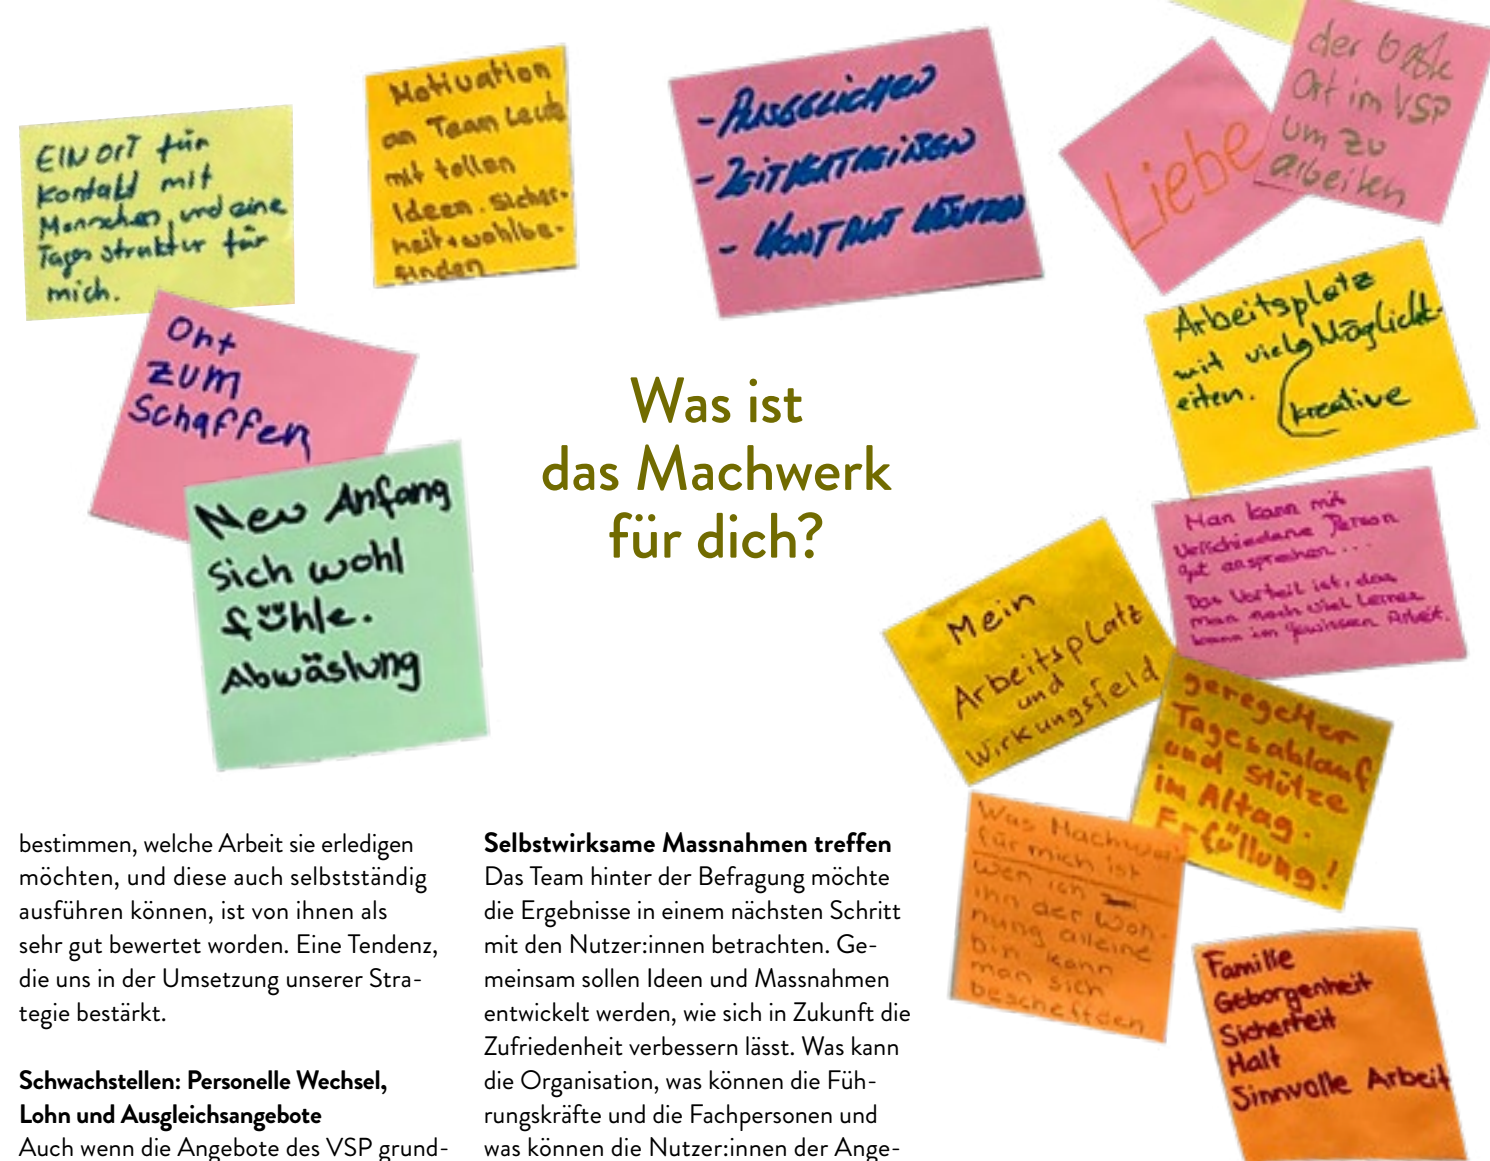 EIN ORT für
kontakt mit
Menschen, und eine
Tages struktur für
mich.
Motivation
an Team Leute
mit tollen
Ideen. Sicher-
heit + wohlbe-
finden
- AUSGLICHEN
- ZEITVERTREIBEN
- KONTAKT
Liebe
der beste
Ort im VSP
um zu
arbeiten
Ort
zum
Schaffen
New Anfang
Sich wohl
fühle.
Abwäslung
Was ist
das Machwerk
für dich?
Arbeitsplatz
mit viele Möglichk-
eiten.
kreative
Man kann mit
Verschiedene Person
gut ansprechen...
Das Vorteil ist, das
man noch viel Lernen
kann im gewissen Arbeit.
Mein
Arbeitsplatz
und
Wirkungsfeld
geregelter
Tagesablauf
und Stütze
im Altag.
Erfüllung!
Was Machwerk
für mich ist
wen ich
ihn der Woh-
nung alleine
bin kann
man sich
bescheftden
Familie
Geborgenheit
Sicherheit
Halt
Sinnvolle Arbeit
bestimmen, welche Arbeit sie erledigen
möchten, und diese auch selbstständig
ausführen können, ist von ihnen als
sehr gut bewertet worden. Eine Tendenz,
die uns in der Umsetzung unserer Stra-
tegie bestärkt.
Schwachstellen: Personelle Wechsel,
Lohn und Ausgleichsangebote
Auch wenn die Angebote des VSP grund-
Selbstwirksame Massnahmen treffen
Das Team hinter der Befragung möchte
die Ergebnisse in einem nächsten Schritt
mit den Nutzer:innen betrachten. Ge-
meinsam sollen Ideen und Massnahmen
entwickelt werden, wie sich in Zukunft die
Zufriedenheit verbessern lässt. Was kann
die Organisation, was können die Füh-
rungskräfte und die Fachpersonen und
was können die Nutzer:innen der Ange-